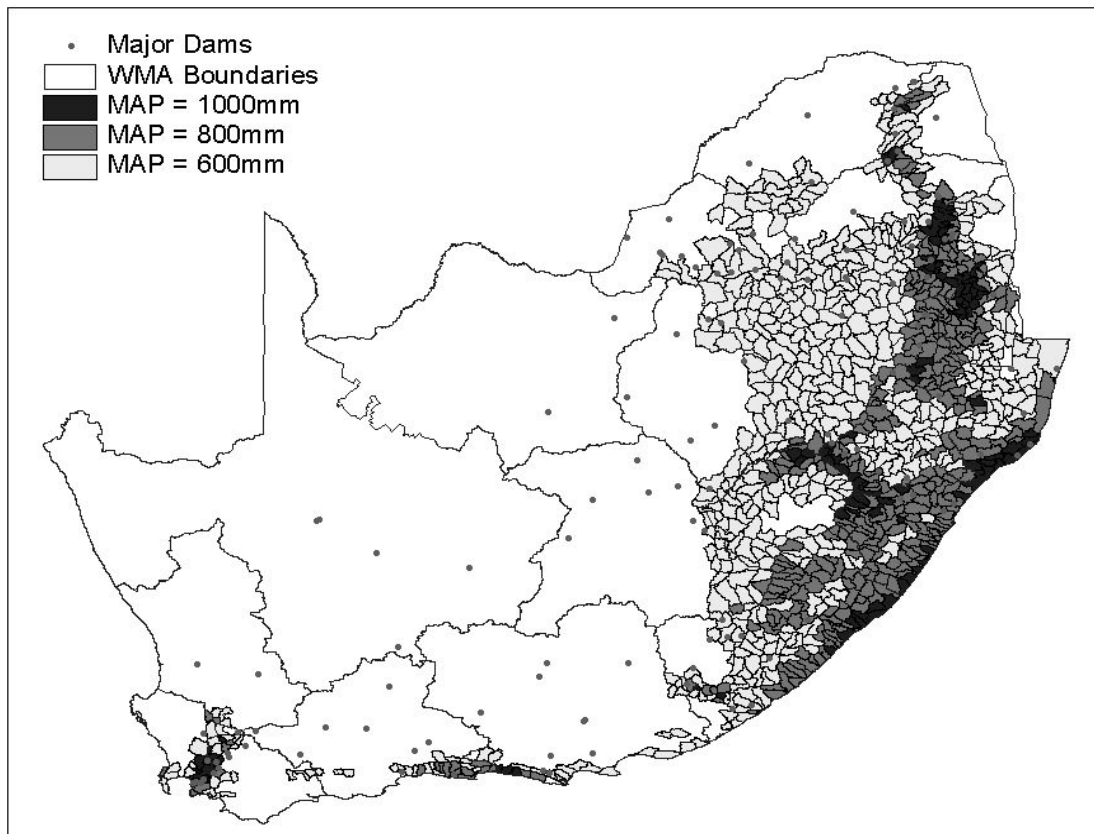 Major Dams
WMA Boundaries
MAP = 1000mm
MAP = 800mm
MAP = 600mm